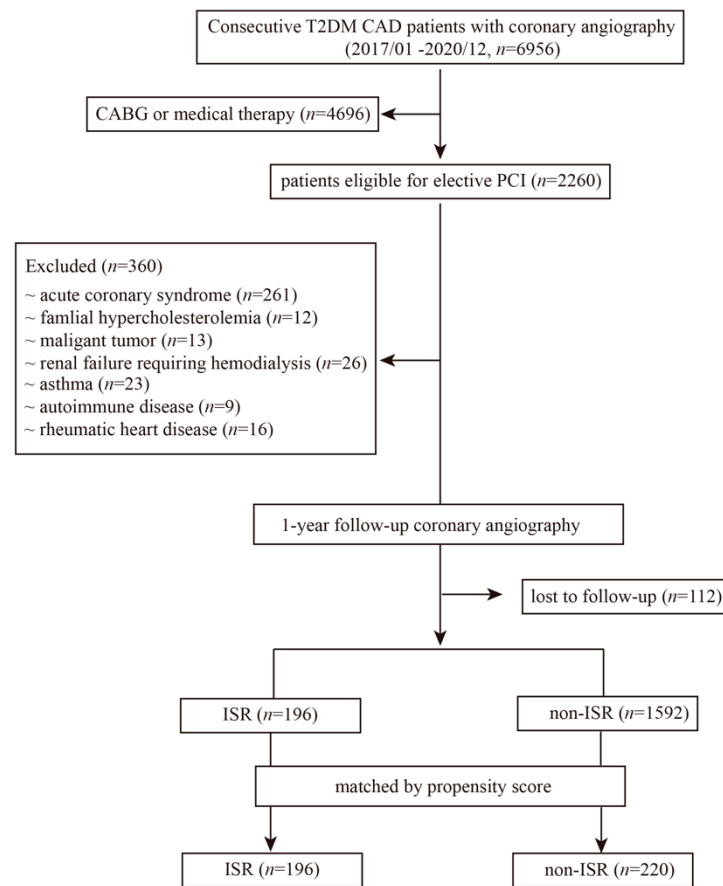 Consecutive T2DM CAD patients with coronary angiography
(2017/01 -2020/12, n=6956)
CABG or medical therapy (n=4696)
patients eligible for elective PCI (n=2260)
Excluded (n=360)
~ acute coronary syndrome (n=261)
~ famlial hypercholesterolemia (n=12)
~ maligant tumor (n=13)
~ renal failure requiring hemodialysis (n=26)
~ asthma (n=23)
~ autoimmune disease (n=9)
~ rheumatic heart disease (n=16)
1-year follow-up coronary angiography
lost to follow-up (n=112)
ISR (n=196)
non-ISR (n=1592)
matched by propensity score
ISR (n=196)
non-ISR (n=220)